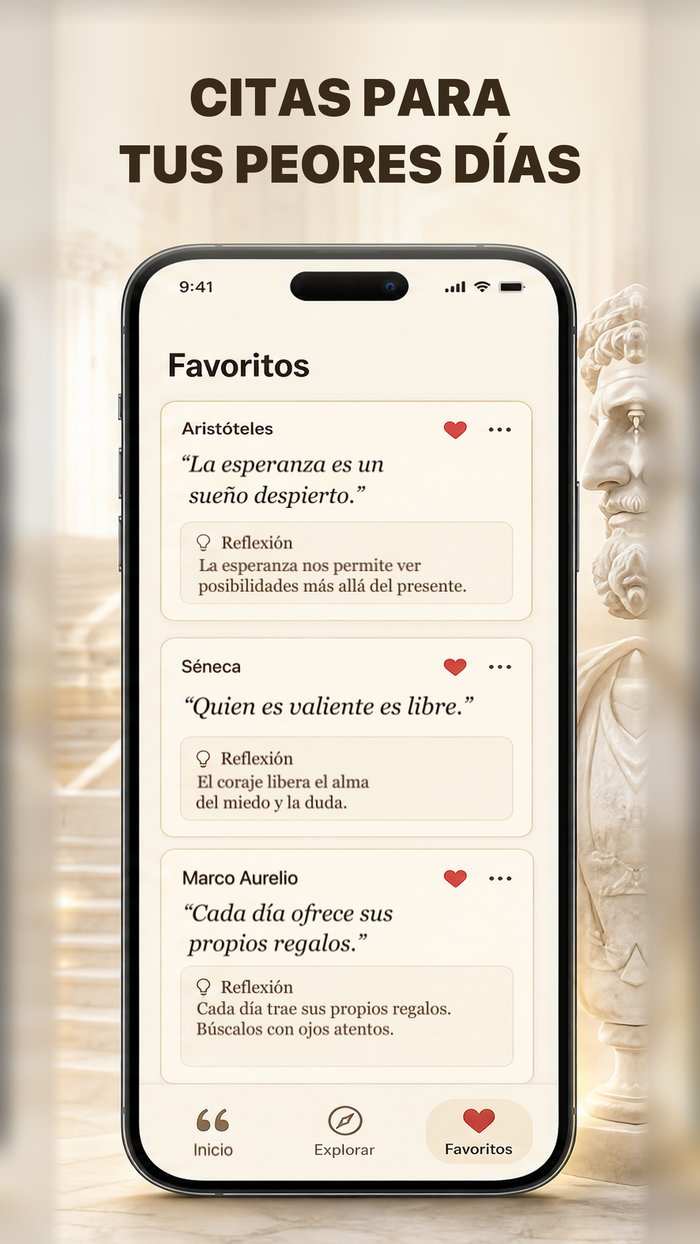 CITAS PARA
TUS PEORES DÍAS
9:41
Favoritos
Aristóteles
“La esperanza es un
sueño despierto.”
Reflexión
La esperanza nos permite ver
posibilidades más allá del presente.
Séneca
“Quien es valiente es libre.”
Reflexión
El coraje libera el alma
del miedo y la duda.
Marco Aurelio
“Cada día ofrece sus
propios regalos.”
Reflexión
Cada día trae sus propios regalos.
Búscalos con ojos atentos.
Inicio
Explorar
Favoritos